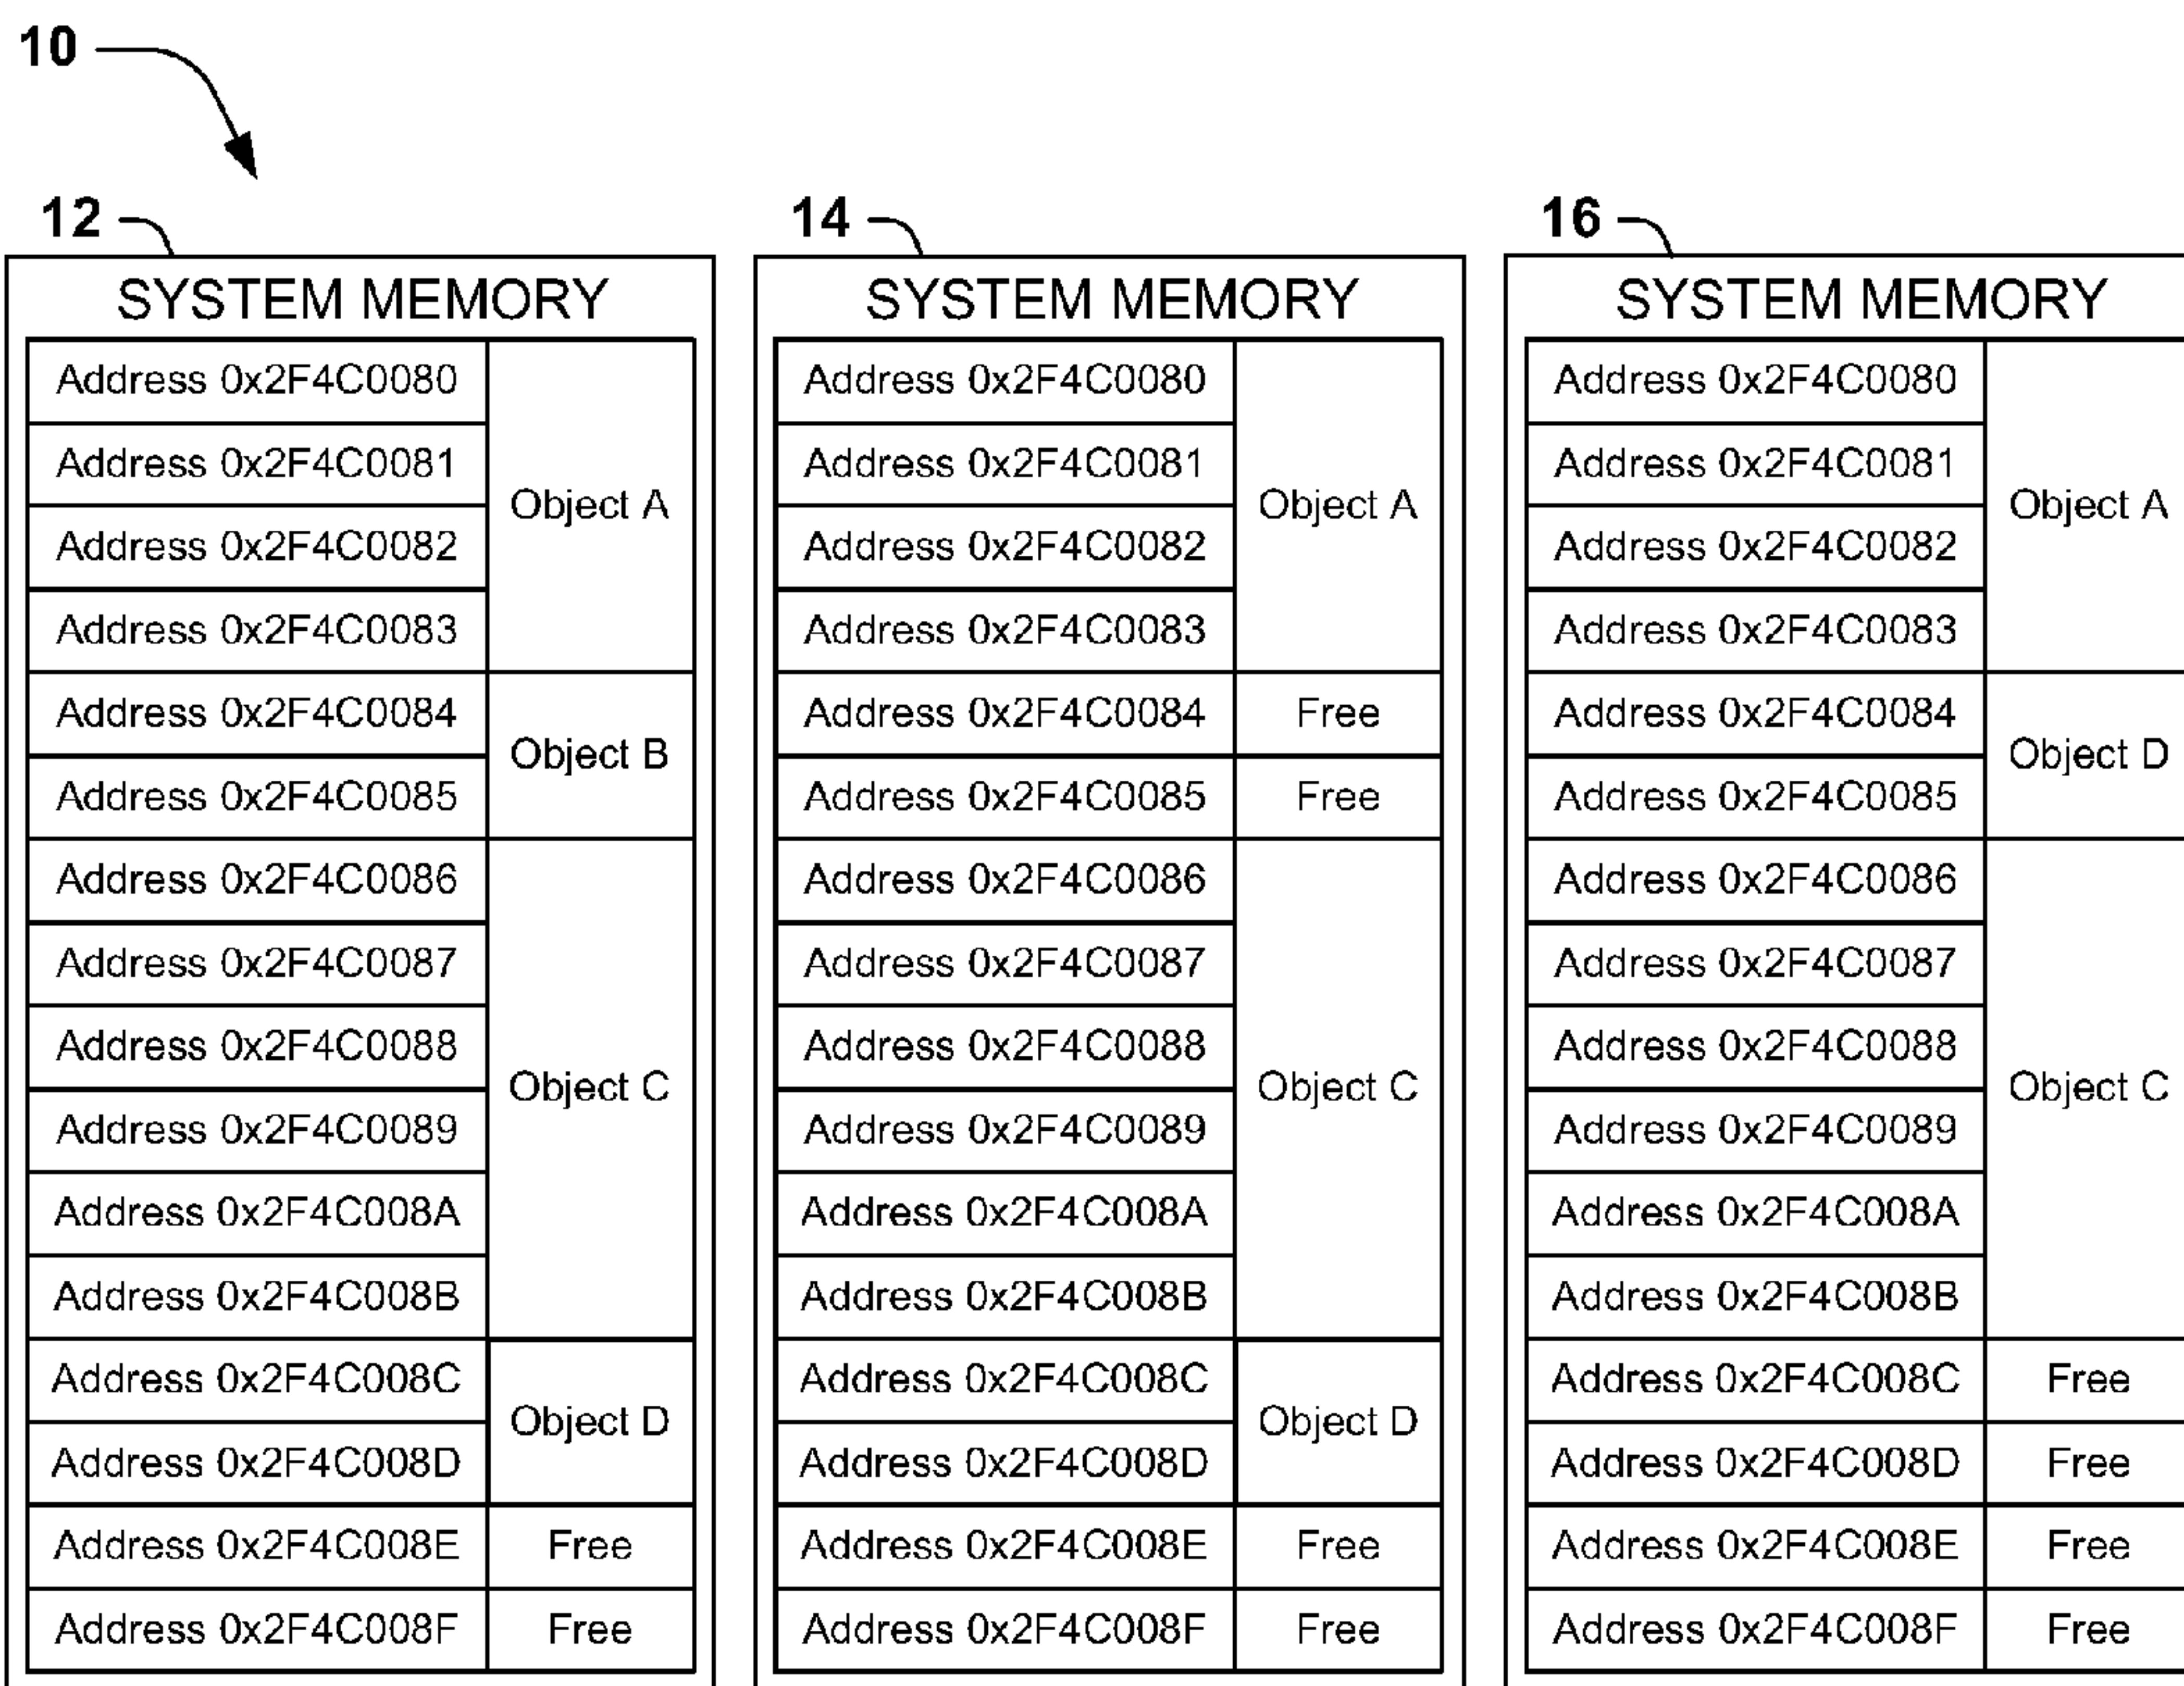 10
12
SYSTEM MEMORY
Address 0x2F4C0080
Address 0x2F4C0081
Object A
Address 0x2F4C0082
Address 0x2F4C0083
Address 0x2F4C0084
Object B
Address 0x2F4C0085
Address 0x2F4C0086
Address 0x2F4C0087
Address 0x2F4C0088
Object C
Address 0x2F4C0089
Address 0x2F4C008A
Address 0x2F4C008B
Address 0x2F4C008C
Object D
Address 0x2F4C008D
Address 0x2F4C008E Free
Address 0x2F4C008F Free
14
SYSTEM MEMORY
Address 0x2F4C0080
Address 0x2F4C0081
Object A
Address 0x2F4C0082
Address 0x2F4C0083
Address 0x2F4C0084 Free
Address 0x2F4C0085 Free
Address 0x2F4C0086
Address 0x2F4C0087
Address 0x2F4C0088
Object C
Address 0x2F4C0089
Address 0x2F4C008A
Address 0x2F4C008B
Address 0x2F4C008C
Object D
Address 0x2F4C008D
Address 0x2F4C008E Free
Address 0x2F4C008F Free
16
SYSTEM MEMORY
Address 0x2F4C0080
Address 0x2F4C0081
Object A
Address 0x2F4C0082
Address 0x2F4C0083
Address 0x2F4C0084
Object D
Address 0x2F4C0085
Address 0x2F4C0086
Address 0x2F4C0087
Address 0x2F4C0088
Object C
Address 0x2F4C0089
Address 0x2F4C008A
Address 0x2F4C008B
Address 0x2F4C008C Free
Address 0x2F4C008D Free
Address 0x2F4C008E Free
Address 0x2F4C008F Free